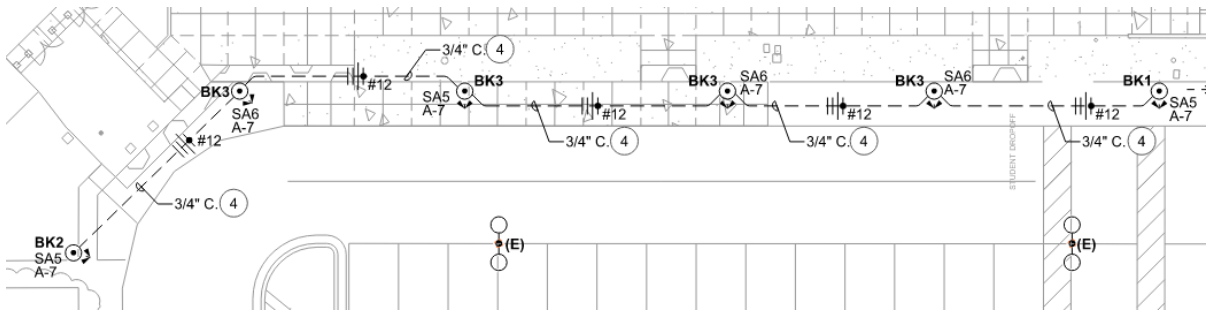 3/4" C. 4
BK3
SA6
A-7
#12
BK3
SA5
A-7
#12
3/4" C. 4
BK3
SA6
A-7
#12
3/4" C. 4
BK3
SA6
A-7
#12
3/4" C. 4
BK1
SA5
A-7
STUDENT DROPOFF
#12
3/4" C. 4
BK2
SA5
A-7
(E)
(E)